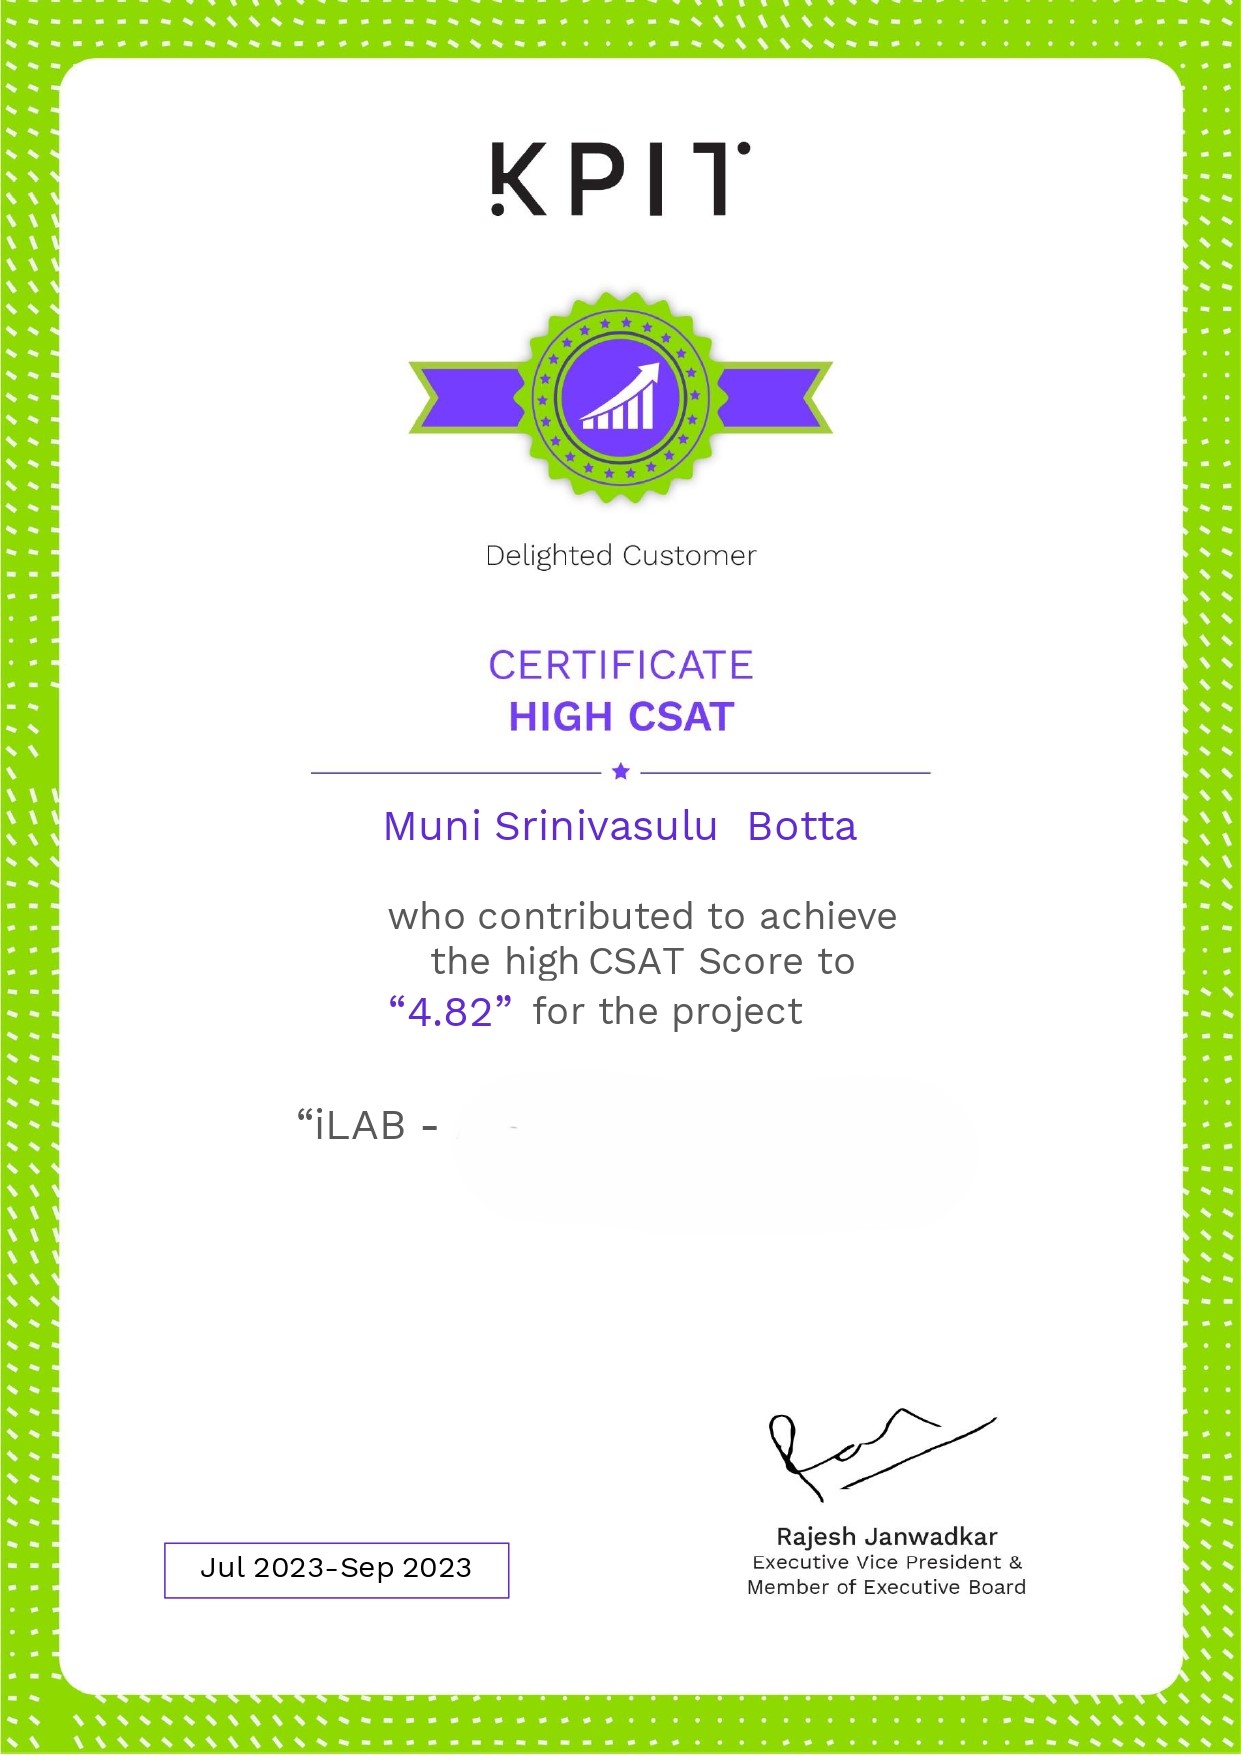 KPIT
Delighted Customer
CERTIFICATE
HIGH CSAT
Muni Srinivasulu Botta
who contributed to achieve
the high CSAT Score to
“4.82” for the project
“iLAB -
Rajesh Janwadkar
Executive Vice President &
Member of Executive Board
Jul 2023-Sep 2023